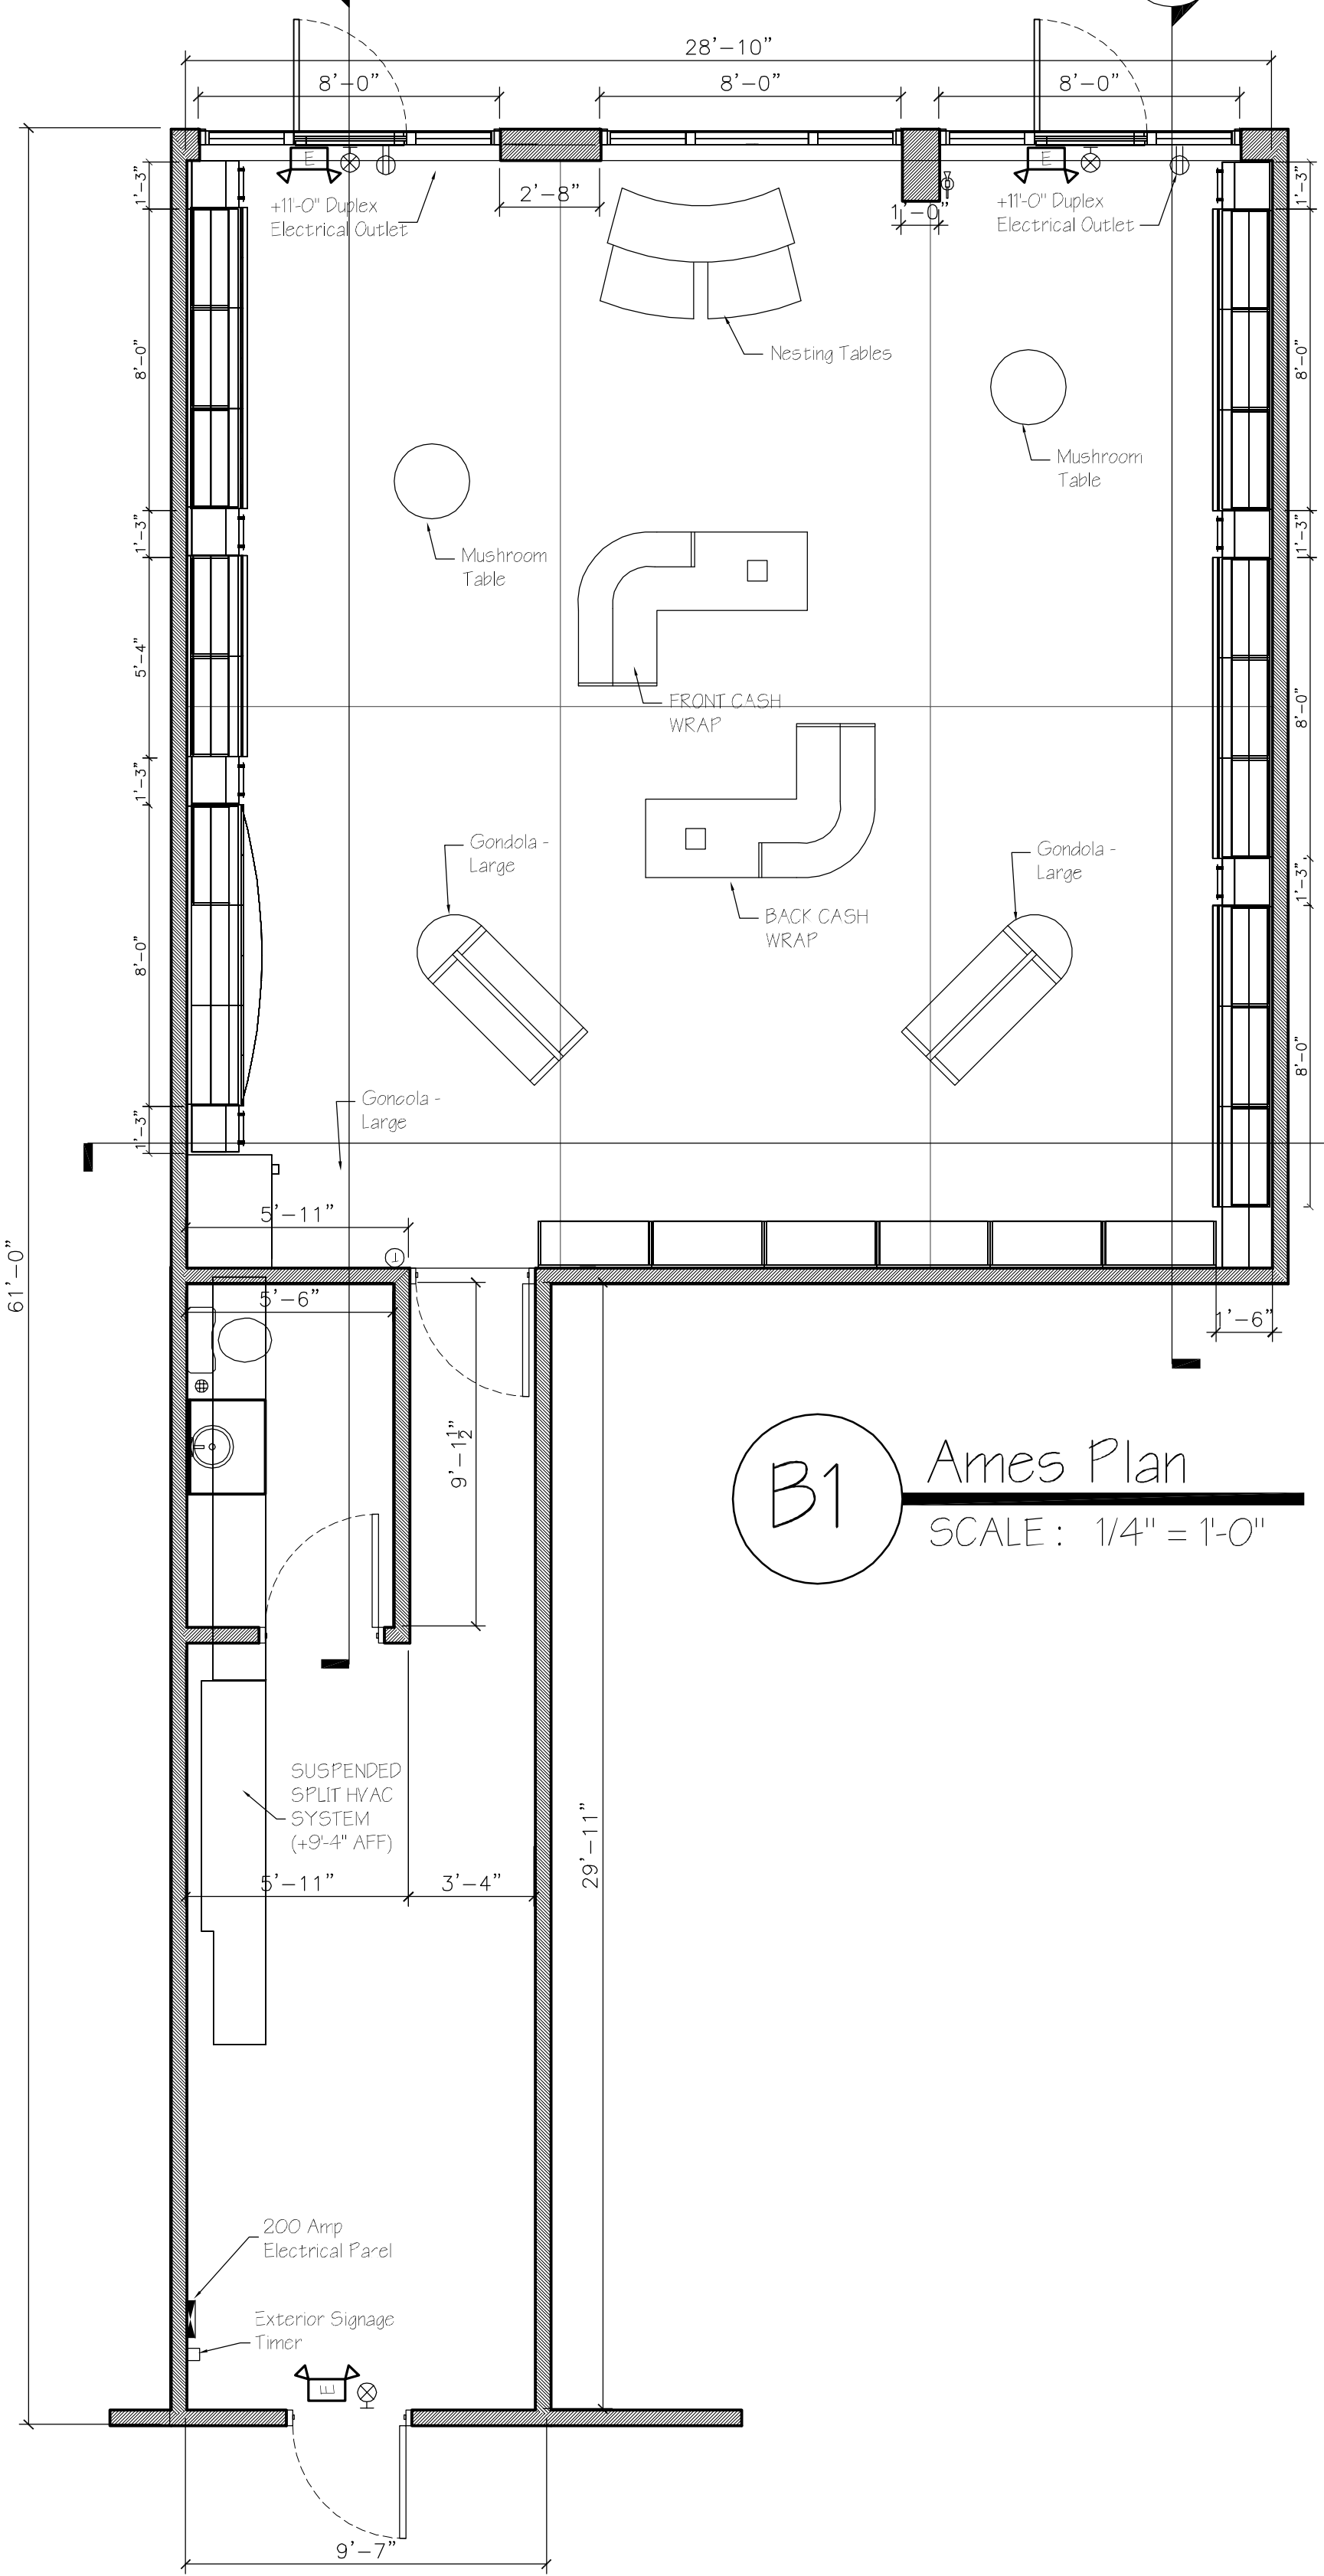 28'-10"
8'-0"
8'-0"
8'-0"
E
E
1'-3"
+11'-0" Duplex
Electrical Outlet
2'-8"
1'-0"
+11'-0" Duplex
Electrical Outlet
1'-3"
8'-0"
Nesting Tables
8'-0"
Mushroom
Table
1'-3"
Mushroom
Table
1'-3"
5'-4"
FRONT CASH
WRAP
8'-0"
1'-3"
Gondola -
Large
Gondola -
Large
1'-3"
BACK CASH
WRAP
8'-0"
8'-0"
Goncola -
Large
1'-3"
5'-11"
61'-0"
5'-6"
1'-6"
9'-1 1/2"
B1
Ames Plan
SCALE : 1/4" = 1'-0"
SUSPENDED
SPLIT HVAC
SYSTEM
(+9'-4" AFF)
5'-11"
3'-4"
29'-11"
200 Amp
Electrical Panel
Exterior Signage
Timer
E
9'-7"